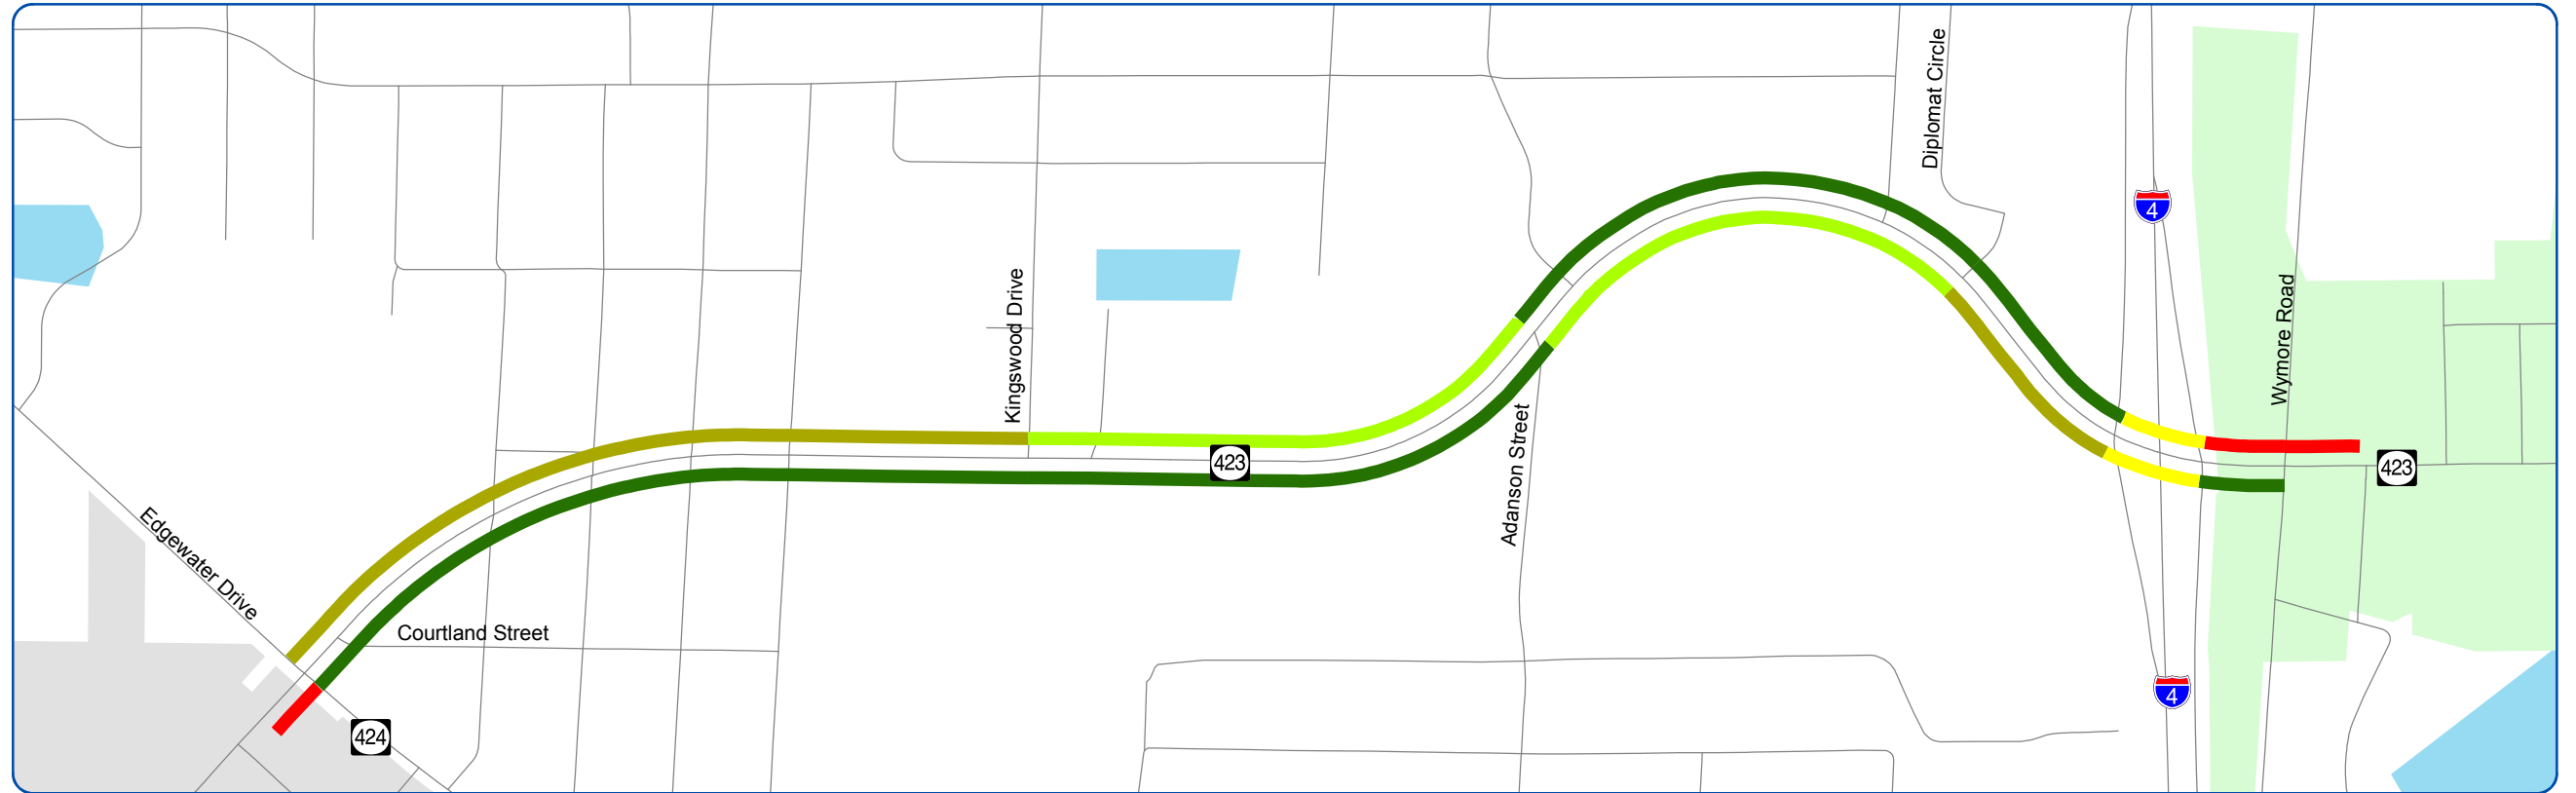 Diplomat Circle
4
Kingswood Drive
Wymore Road
423
423
Adanson Street
Edgewater Drive
Courtland Street
4
424